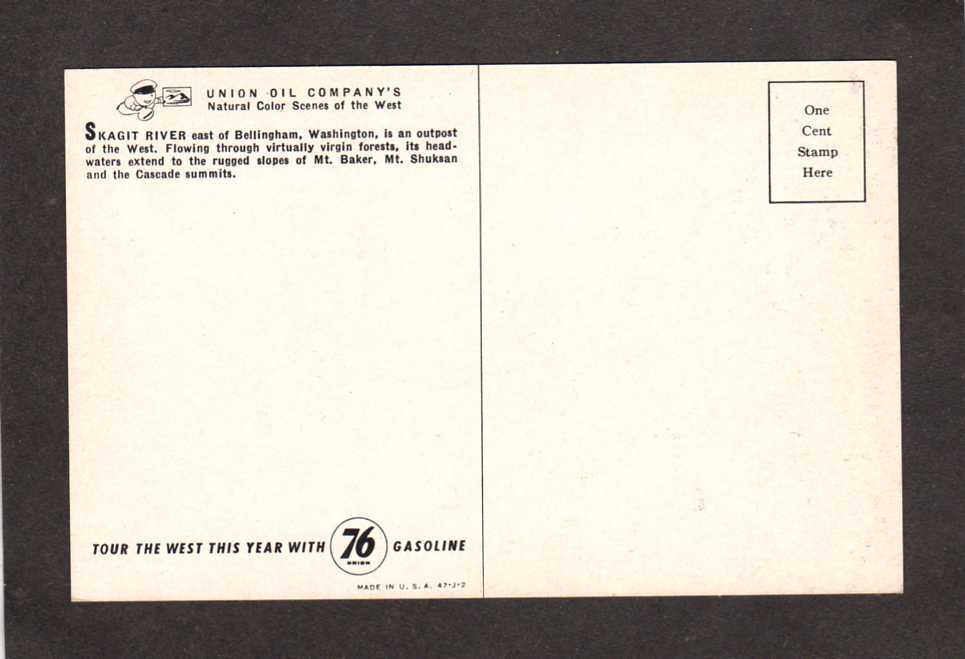 UNION OIL COMPANY'S
Natural Color Scenes of the West
SKAGIT RIVER east of Bellingham, Washington, is an outpost
of the West. Flowing through virtually virgin forests, its head-
waters extend to the rugged slopes of Mt. Baker, Mt. Shuksan
and the Cascade summits.
TOUR THE WEST THIS YEAR WITH 76 UNION GASOLINE
MADE IN U. S. A. 47-J-2
One
Cent
Stamp
Here